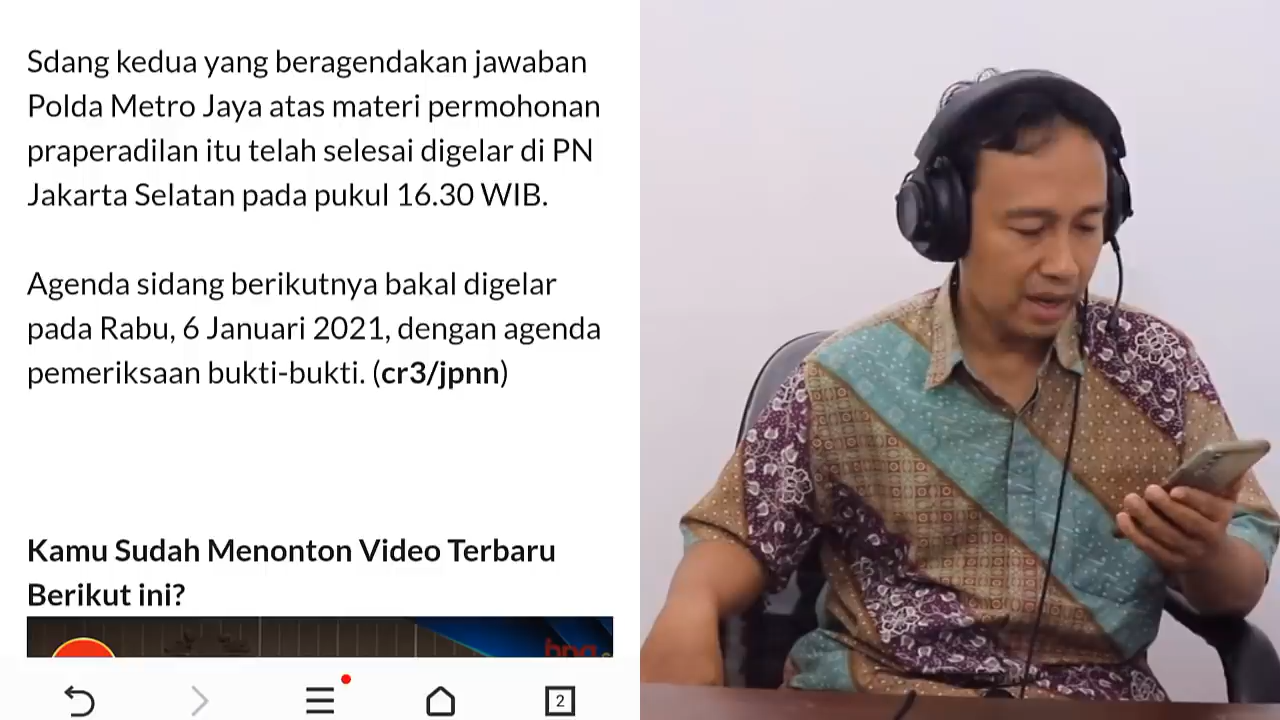 Sdang kedua yang beragendakan jawaban
Polda Metro Jaya atas materi permohonan
praperadilan itu telah selesai digelar di PN
Jakarta Selatan pada pukul 16.30 WIB.
Agenda sidang berikutnya bakal digelar
pada Rabu, 6 Januari 2021, dengan agenda
pemeriksaan bukti-bukti. (cr3/jpnn)
Kamu Sudah Menonton Video Terbaru
Berikut ini?
2